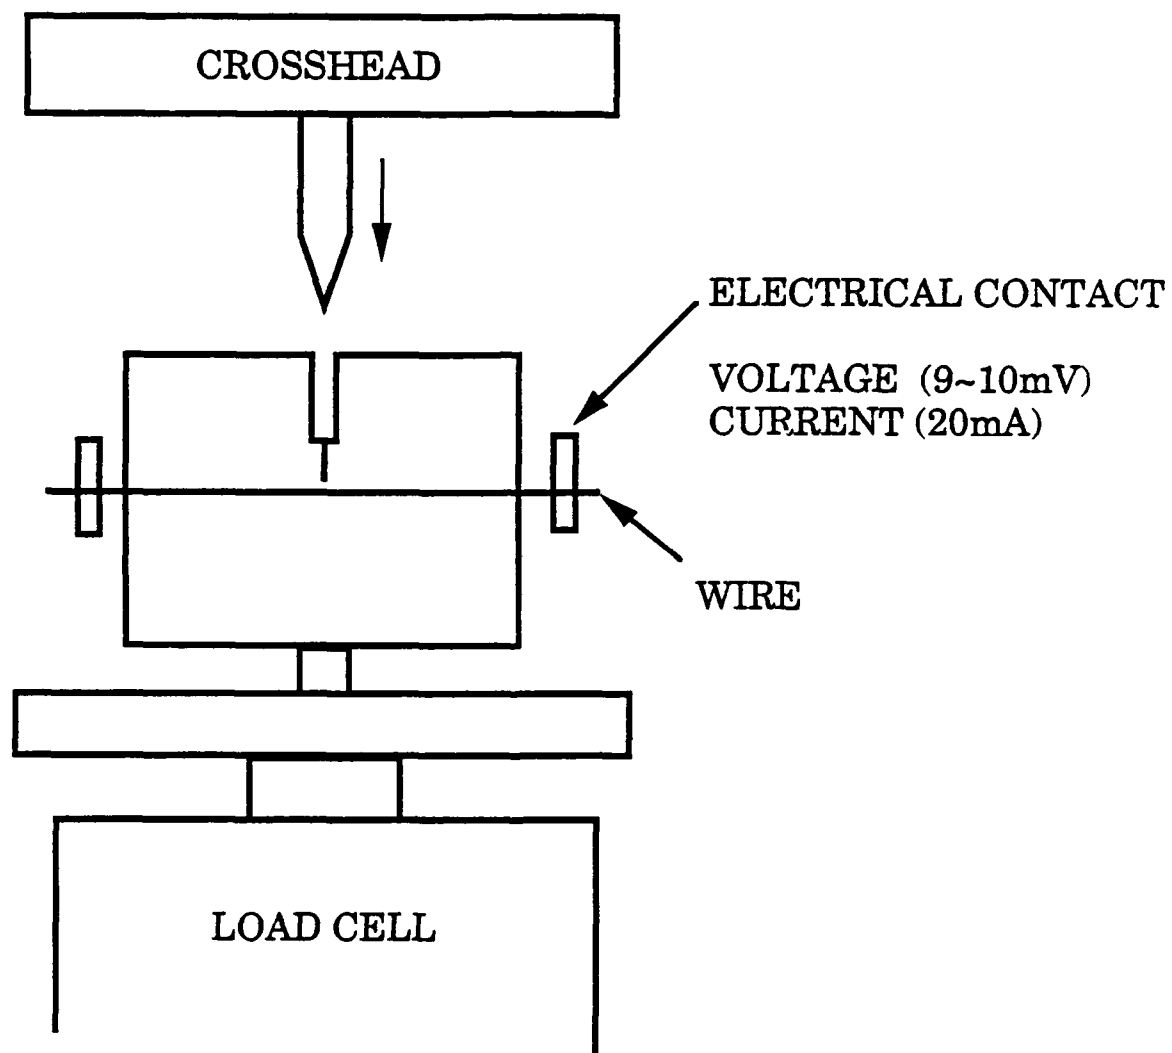 CROSSHEAD
ELECTRICAL CONTACT
VOLTAGE (9~10mV)
CURRENT (20mA)
WIRE
LOAD CELL